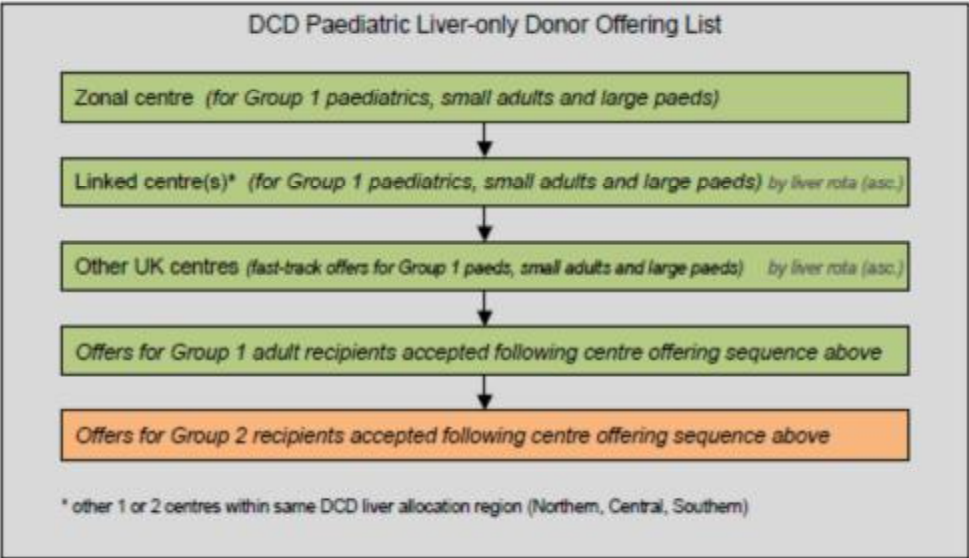 DCD Paediatric Liver-only Donor Offering List
Zonal centre (for Group 1 paediatrics, small adults and large paeds)
Linked centre(s)* (for Group 1 paediatrics, small adults and large paeds) by liver rota (asc.)
Other UK centres (fast-track offers for Group 1 paeds, small adults and large paeds) by liver rota (asc.)
Offers for Group 1 adult recipients accepted following centre offering sequence above
Offers for Group 2 recipients accepted following centre offering sequence above
* other 1 or 2 centres within same DCD liver allocation region (Northern, Central, Southern)